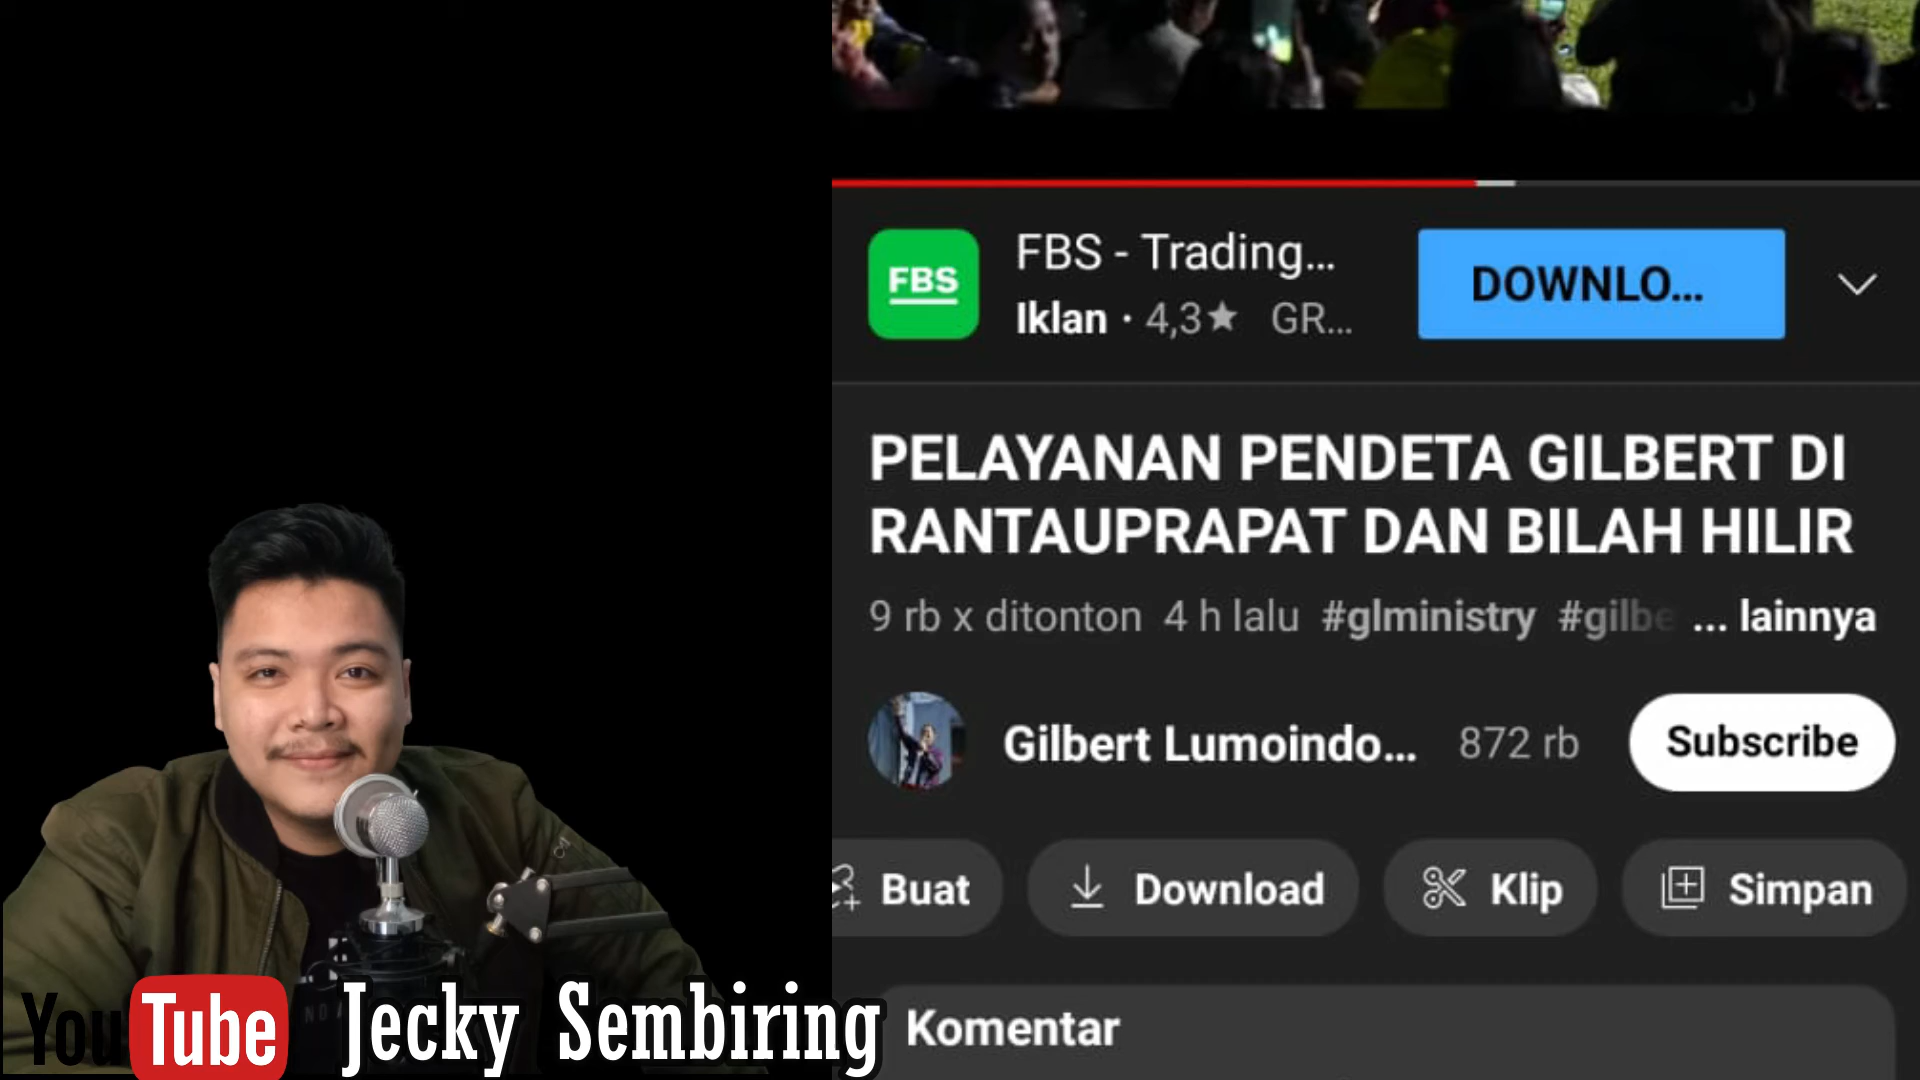 FBS
FBS - Trading...
Iklan · 4,3★ GR...
DOWNLO...
PELAYANAN PENDETA GILBERT DI
RANTAUPRAPAT DAN BILAH HILIR
9 rb x ditonton 4 h lalu #glministry #gilbe ... lainnya
Gilbert Lumoindo... 872 rb Subscribe
Buat Download Klip Simpan
Komentar
YouTube Jecky Sembiring